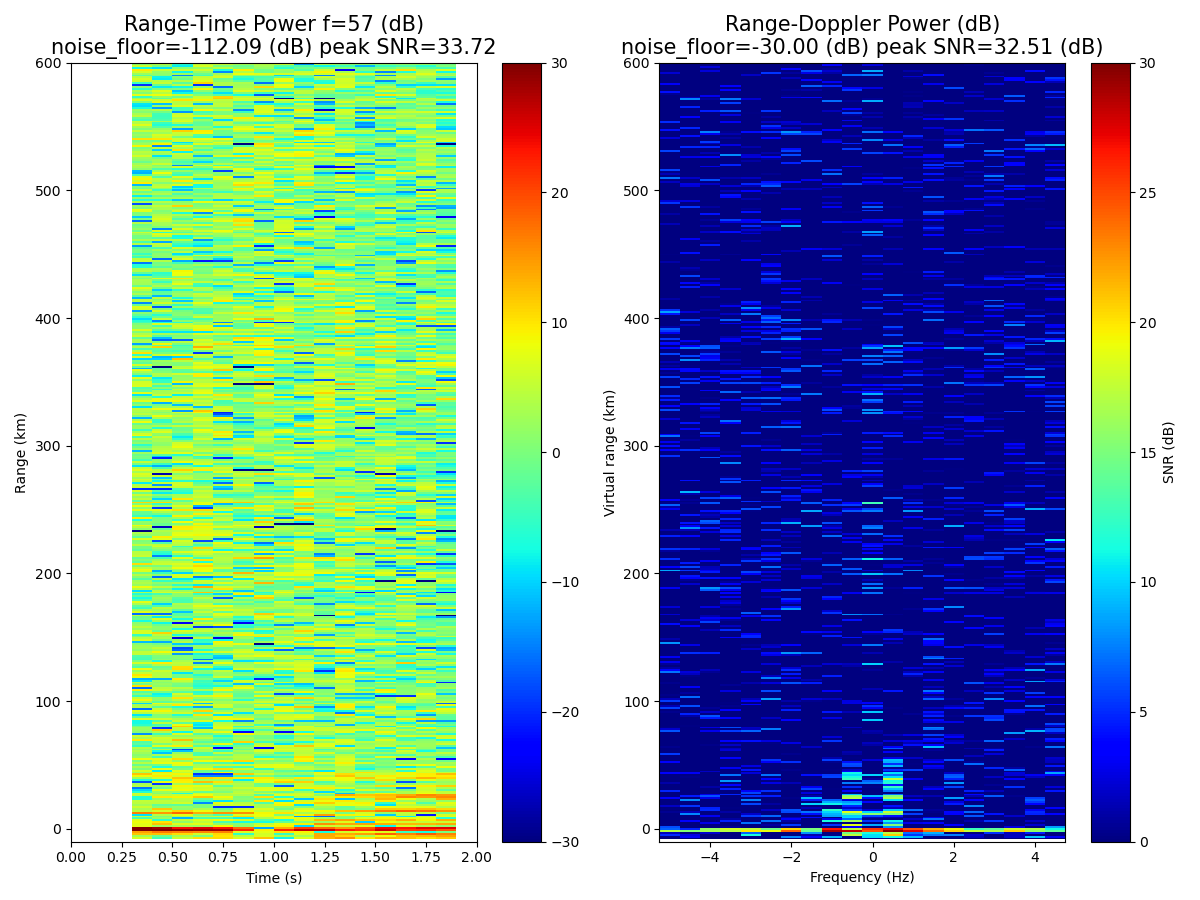 Range-Time Power f=57 (dB)
noise_floor=-112.09 (dB) peak SNR=33.72
600
500
400
300
200
100
0
Range (km)
0.00 0.25 0.50 0.75 1.00 1.25 1.50 1.75 2.00
Time (s)
30
20
10
0
−10
−20
−30
Range-Doppler Power (dB)
noise_floor=-30.00 (dB) peak SNR=32.51 (dB)
600
500
400
300
200
100
0
Virtual range (km)
−4 −2 0 2 4
Frequency (Hz)
30
25
20
15
10
5
0
SNR (dB)